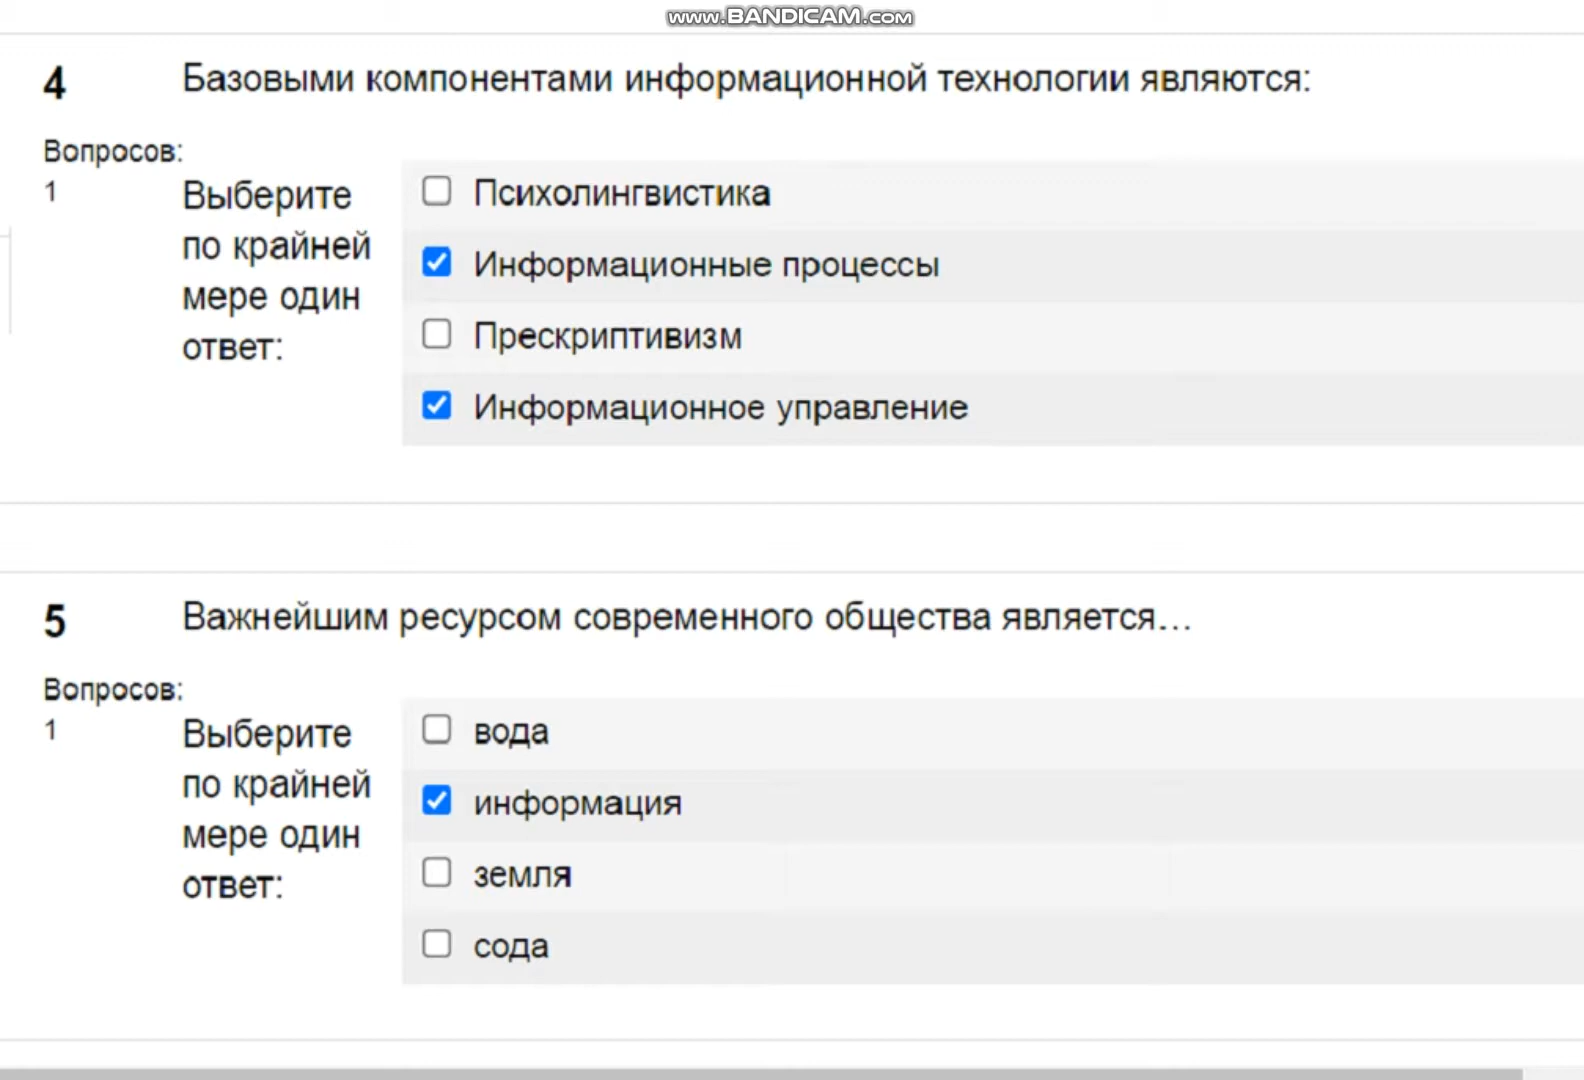 www.BANDICAM.com
4
Базовыми компонентами информационной технологии являются:
Вопросов:
1
Выберите
по крайней
мере один
ответ:
Психолингвистика
Информационные процессы
Прескриптивизм
Информационное управление
5
Важнейшим ресурсом современного общества является...
Вопросов:
1
Выберите
по крайней
мере один
ответ:
вода
информация
земля
сода